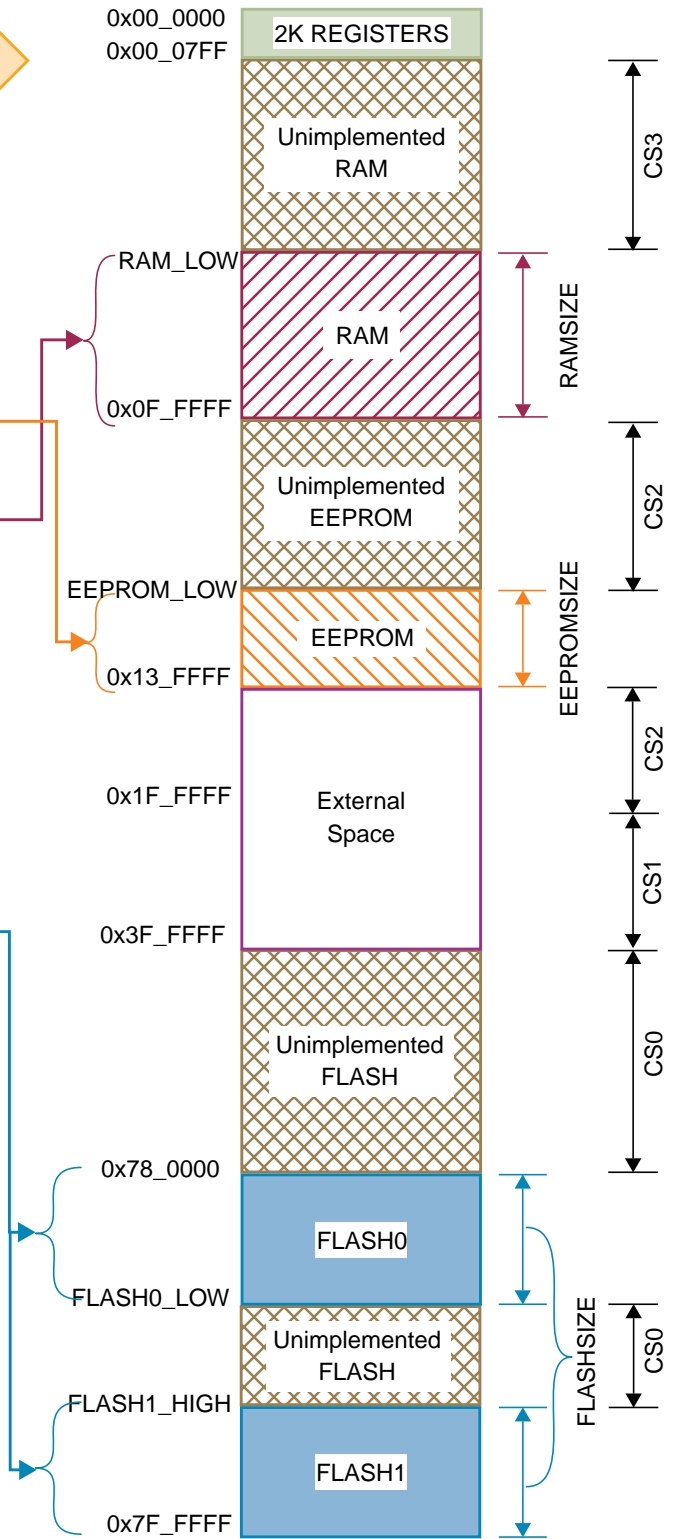 0x00_0000
2K REGISTERS
0x00_07FF
Unimplemented
RAM
CS3
RAM_LOW
RAM
RAMSIZE
0x0F_FFFF
Unimplemented
EEPROM
CS2
EEPROM_LOW
EEPROM
EEPROMSIZE
0x13_FFFF
CS2
0x1F_FFFF
External
Space
CS1
0x3F_FFFF
Unimplemented
FLASH
CS0
0x78_0000
FLASH0
FLASH0_LOW
FLASHSIZE
Unimplemented
FLASH
CS0
FLASH1_HIGH
FLASH1
0x7F_FFFF